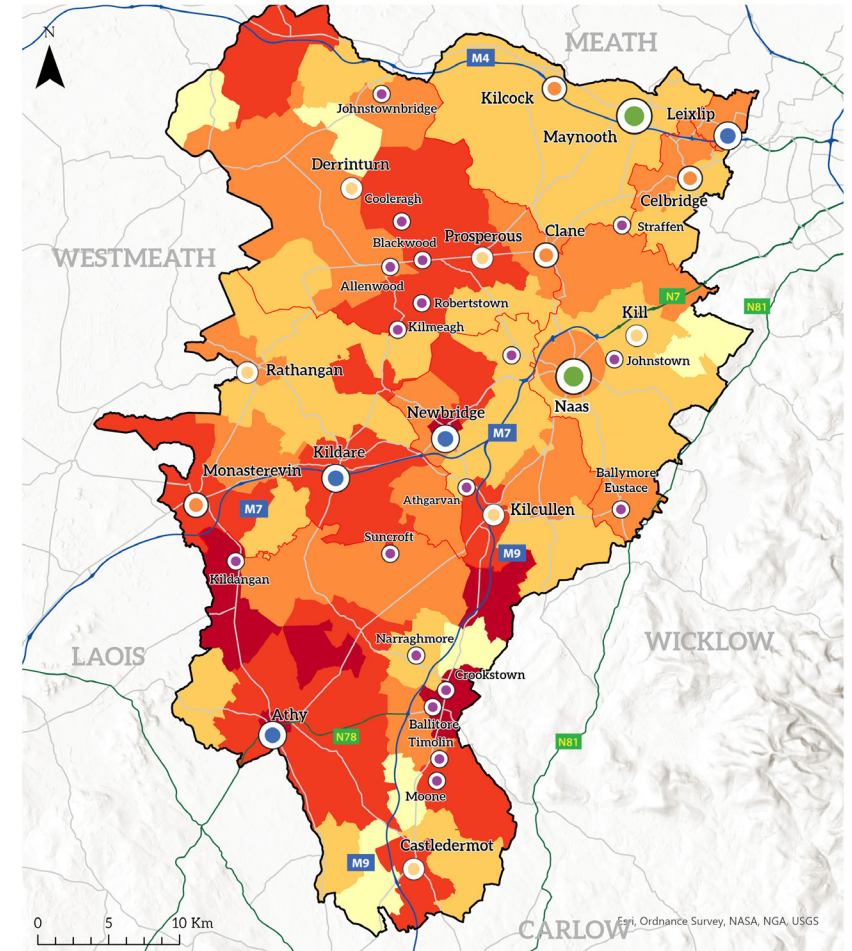 N
MEATH
M4
Kilcock
Johnstownbridge
Leixlip
Maynooth
Derrinturn
Celbridge
Cooleragh
Straffen
Clane
Prosperous
Blackwood
WESTMEATH
Allenwood
N7
N81
Robertstown
Kill
Kilmeagh
Johnstown
Rathangan
Naas
Newbridge
M7
Kildare
Monasterevin
Ballymore
Eustace
Athgarvan
M7
Kilcullen
Suncroft
M9
Kildangan
Narraghmore
WICKLOW
LAOIS
Crookstown
Athy
Ballitore
N78
Timolin
N81
Moone
Castledermot
M9
0 5 10 Km
Esri, Ordnance Survey, NASA, NGA, USGS
CARLOW